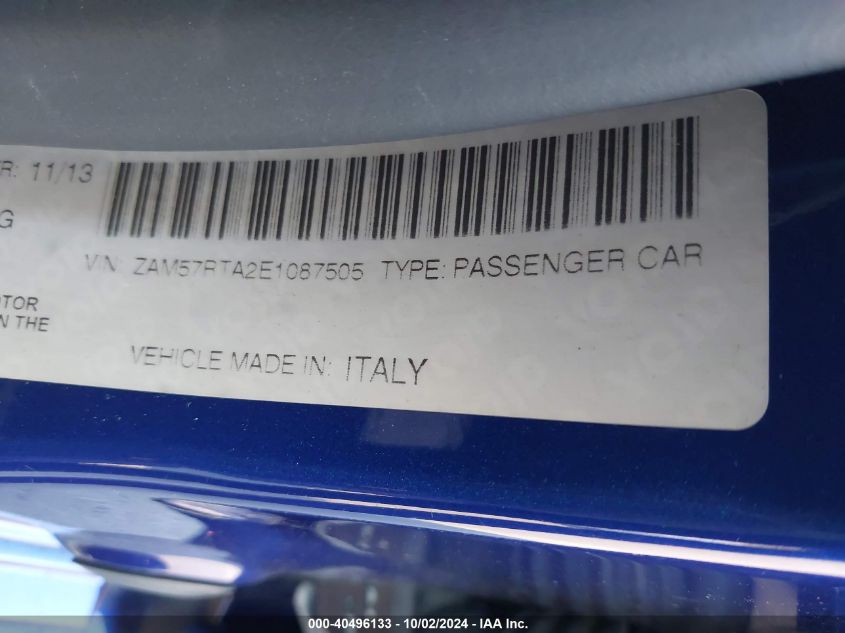 R: 11/13
G
VIN: ZAM57RTA2E1087505 TYPE: PASSENGER CAR
OTOR
N THE
VEHICLE MADE IN: ITALY
000-40496133 - 10/02/2024 - IAA Inc.